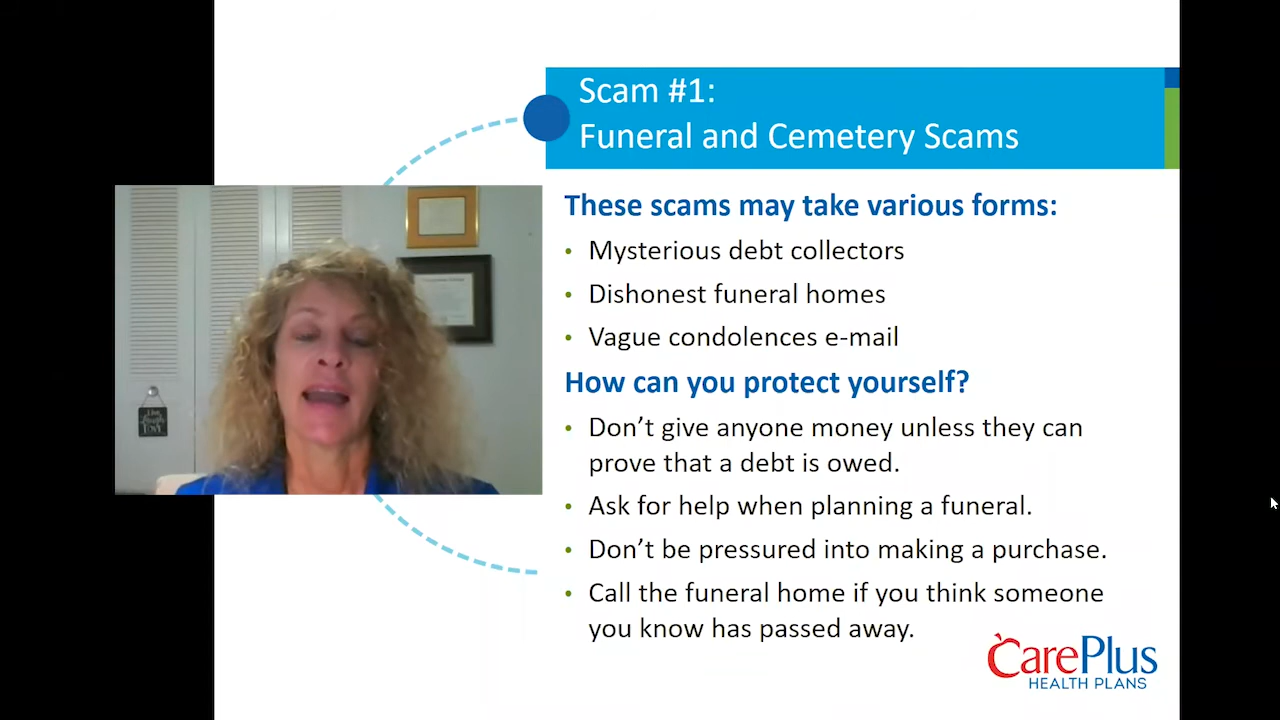 Scam #1:
Funeral and Cemetery Scams
These scams may take various forms:
• Mysterious debt collectors
• Dishonest funeral homes
• Vague condolences e-mail
How can you protect yourself?
• Don't give anyone money unless they can
prove that a debt is owed.
• Ask for help when planning a funeral.
• Don't be pressured into making a purchase.
• Call the funeral home if you think someone
you know has passed away.
CarePlus
HEALTH PLANS
Live
LOVE